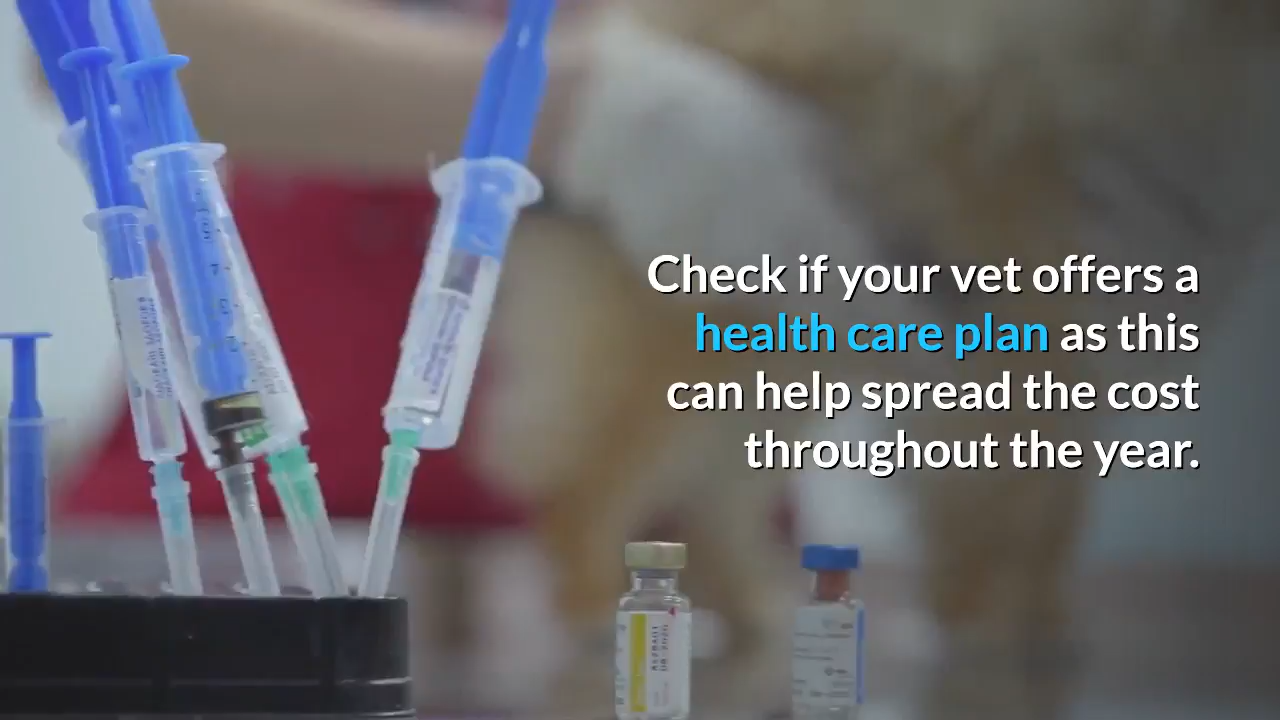 Check if your vet offers a
health care plan as this
can help spread the cost
throughout the year.